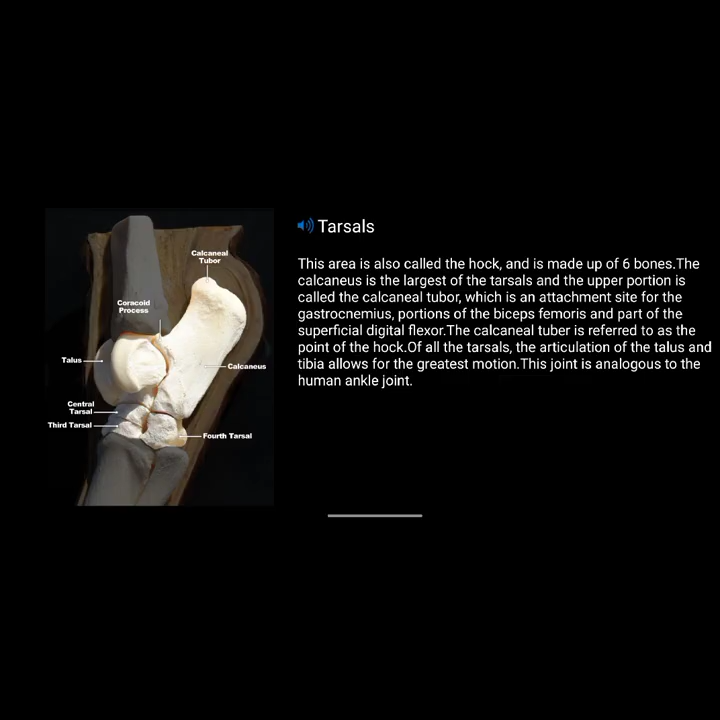 Tarsals
This area is also called the hock, and is made up of 6 bones.The
calcaneus is the largest of the tarsals and the upper portion is
called the calcaneal tubor, which is an attachment site for the
gastrocnemius, portions of the biceps femoris and part of the
superficial digital flexor.The calcaneal tuber is referred to as the
point of the hock.Of all the tarsals, the articulation of the talus and
tibia allows for the greatest motion.This joint is analogous to the
human ankle joint.
Calcaneal
Tubor
Coracoid
Process
Talus
Calcaneus
Central
Tarsal
Third Tarsal
Fourth Tarsal